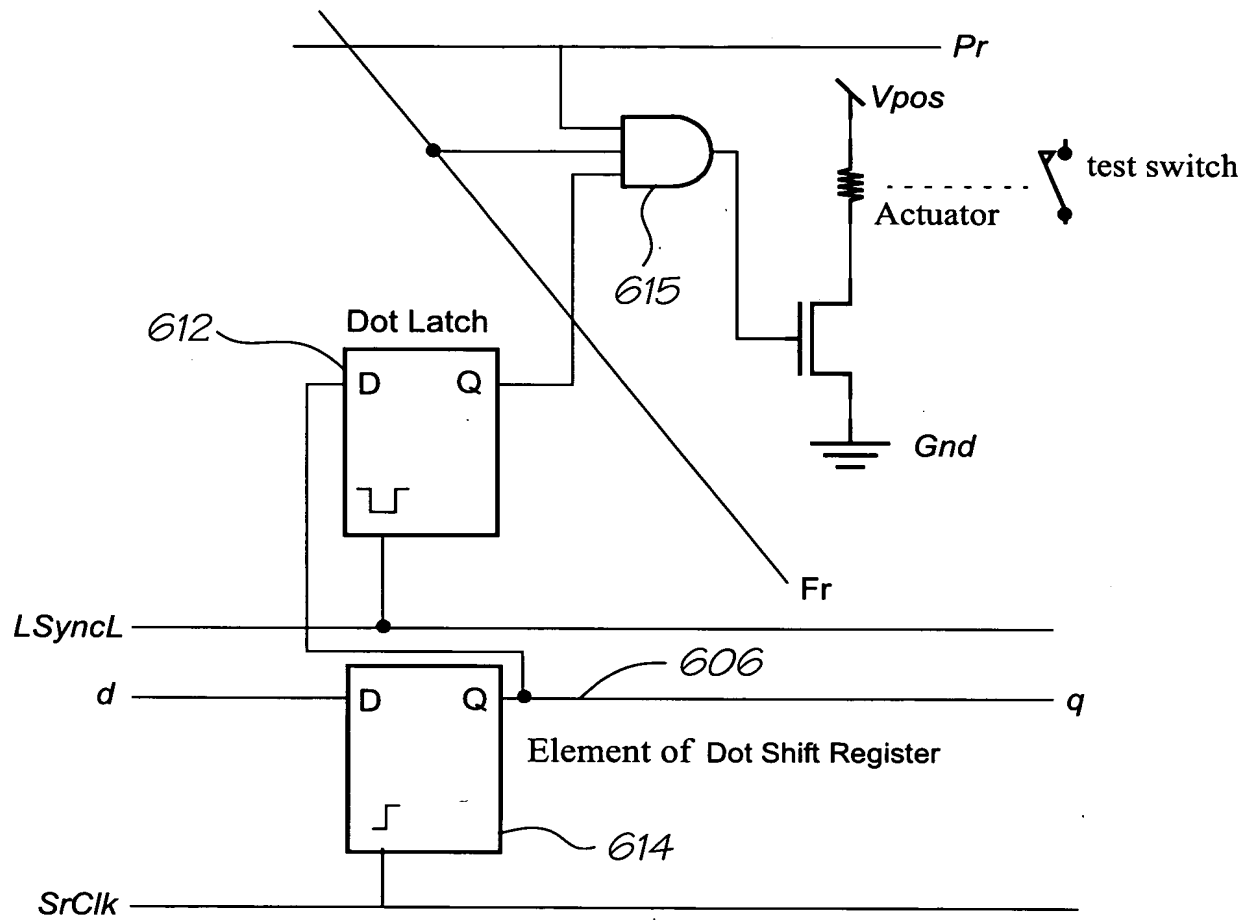 Pr
Vpos
test switch
Actuator
615
612
Dot Latch
D Q
Gnd
Fr
LSyncL
606
d
D Q
q
Element of Dot Shift Register
614
SrClk